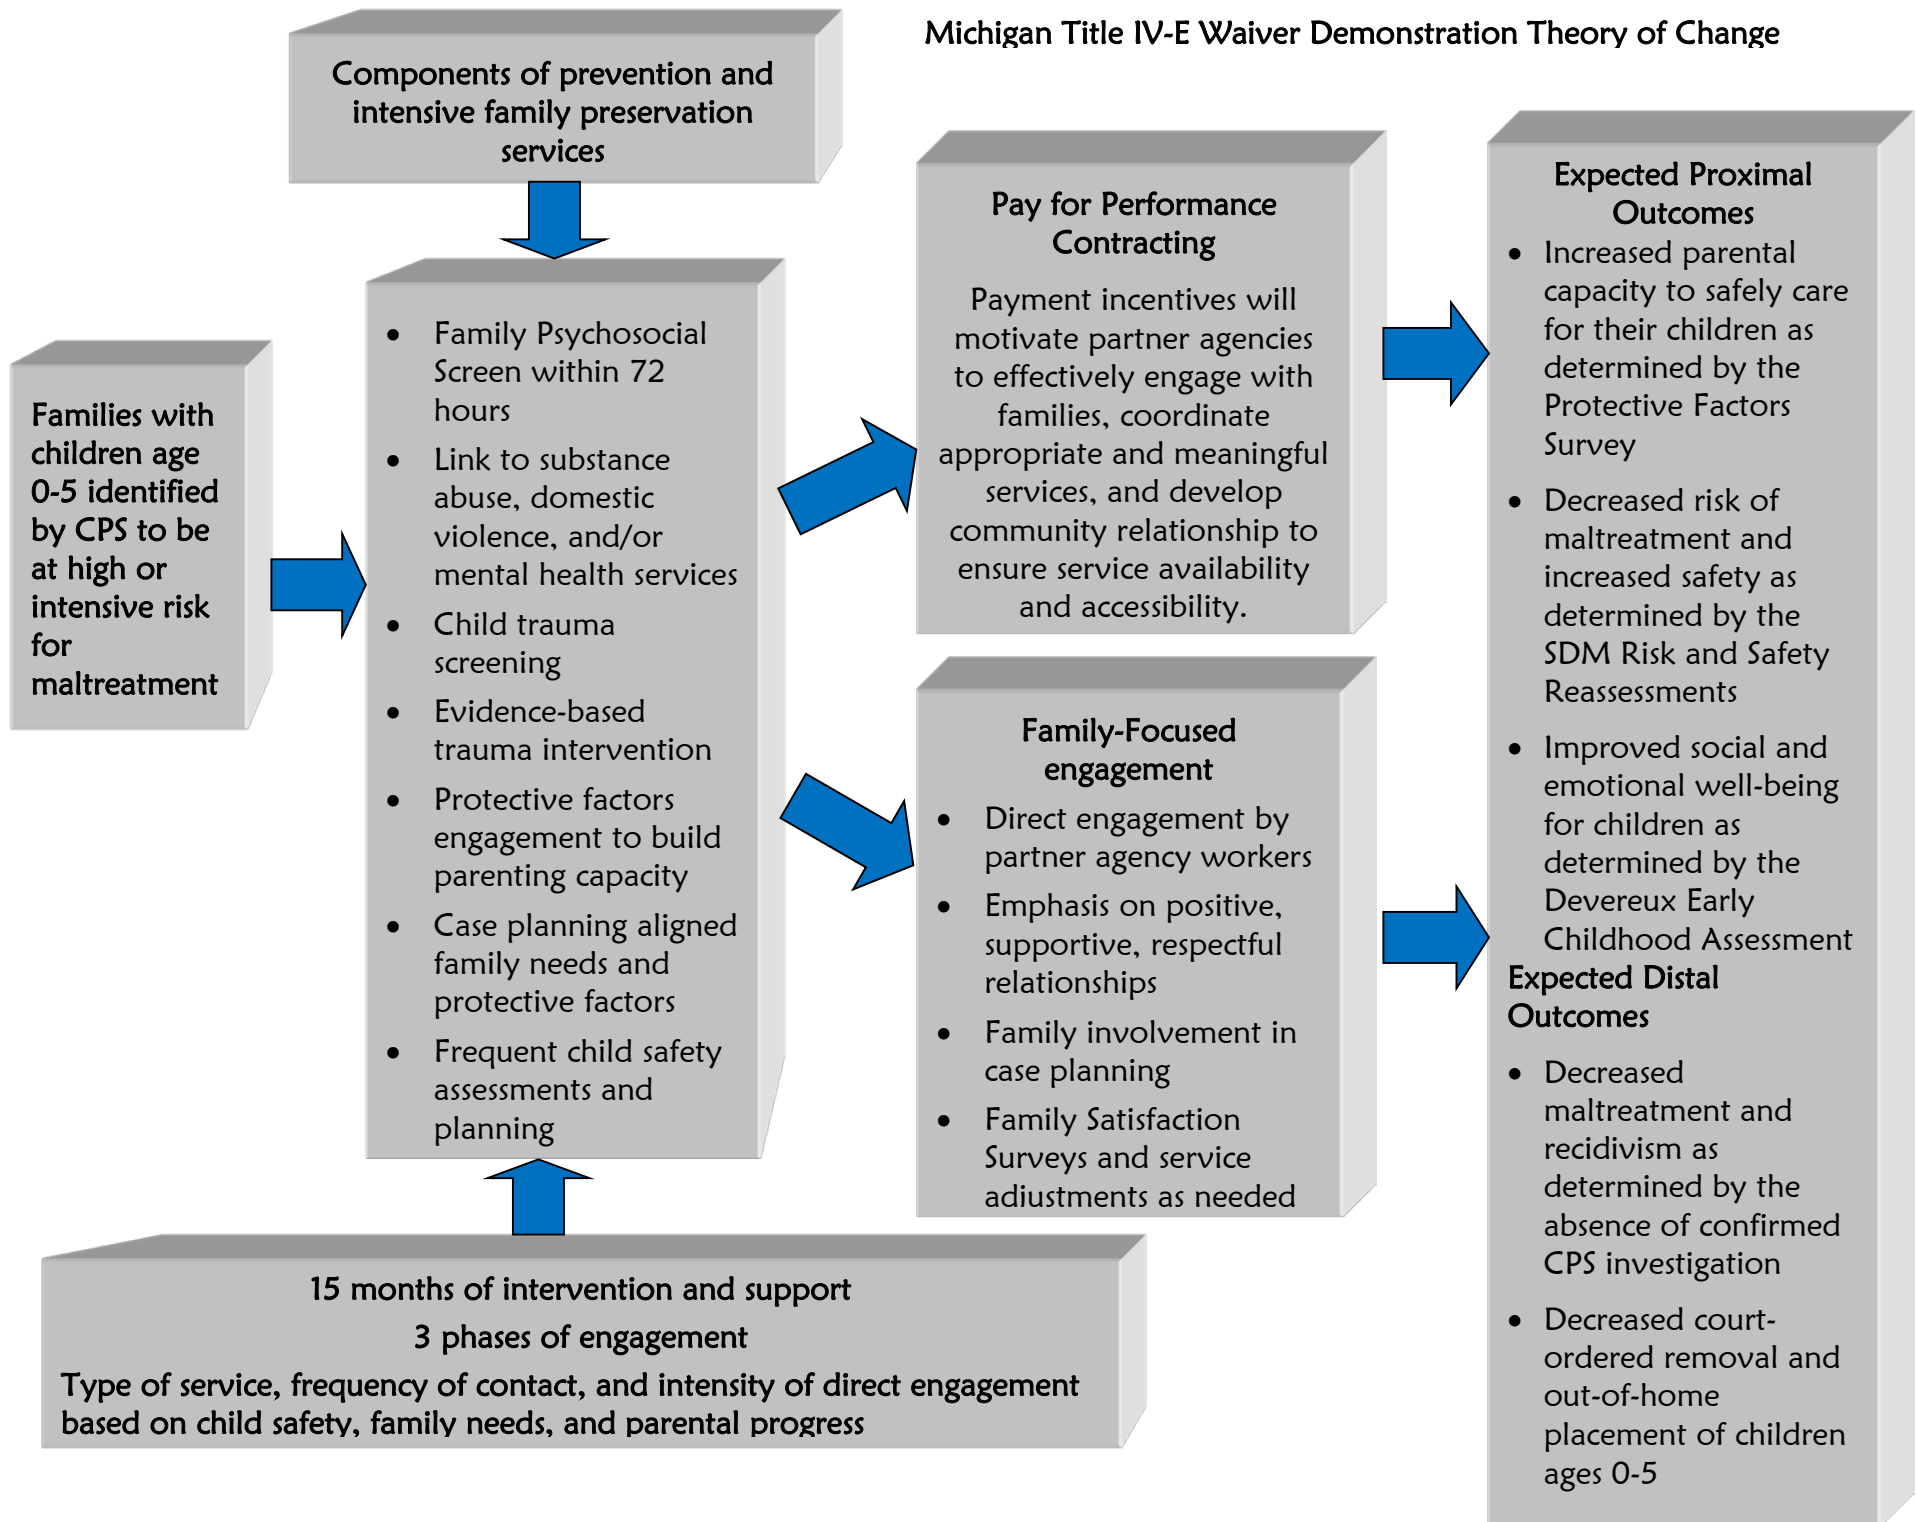 Michigan Title IV-E Waiver Demonstration Theory of Change
Components of prevention and
intensive family preservation
services
Families with
children age
0-5 identified
by CPS to be
at high or
intensive risk
for
maltreatment
• Family Psychosocial
Screen within 72
hours
• Link to substance
abuse, domestic
violence, and/or
mental health services
• Child trauma
screening
• Evidence-based
trauma intervention
• Protective factors
engagement to build
parenting capacity
• Case planning aligned
family needs and
protective factors
• Frequent child safety
assessments and
planning
15 months of intervention and support
3 phases of engagement
Type of service, frequency of contact, and intensity of direct engagement
based on child safety, family needs, and parental progress
Pay for Performance
Contracting
Payment incentives will
motivate partner agencies
to effectively engage with
families, coordinate
appropriate and meaningful
services, and develop
community relationship to
ensure service availability
and accessibility.
Family-Focused
engagement
• Direct engagement by
partner agency workers
• Emphasis on positive,
supportive, respectful
relationships
• Family involvement in
case planning
• Family Satisfaction
Surveys and service
adjustments as needed
Expected Proximal
Outcomes
• Increased parental
capacity to safely care
for their children as
determined by the
Protective Factors
Survey
• Decreased risk of
maltreatment and
increased safety as
determined by the
SDM Risk and Safety
Reassessments
• Improved social and
emotional well-being
for children as
determined by the
Devereux Early
Childhood Assessment
Expected Distal
Outcomes
• Decreased
maltreatment and
recidivism as
determined by the
absence of confirmed
CPS investigation
• Decreased court-
ordered removal and
out-of-home
placement of children
ages 0-5